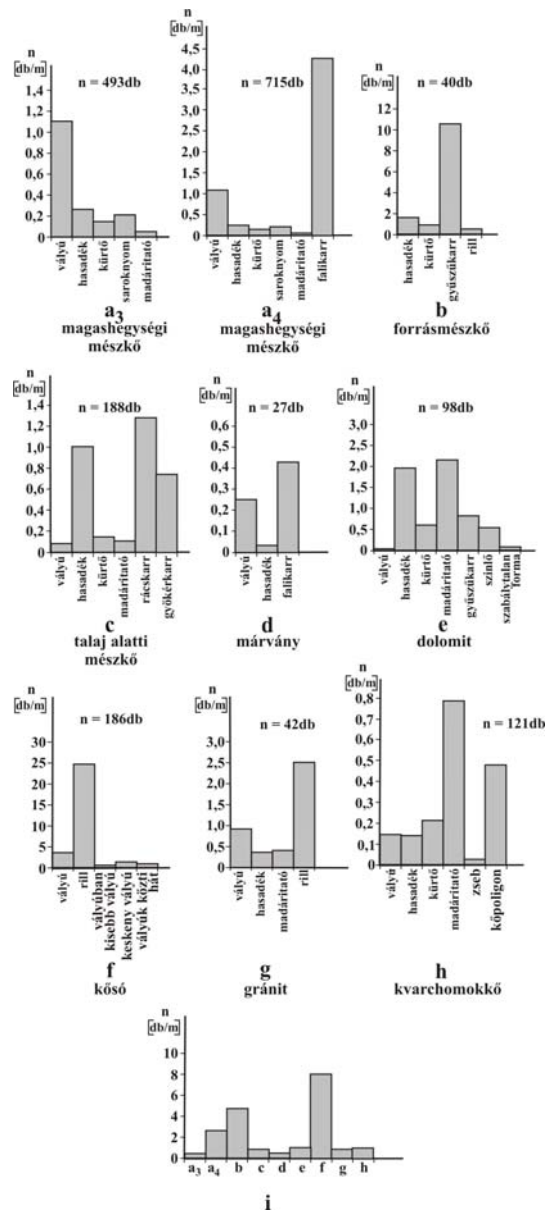 n
[db/m]
n = 493db
1,4
1,2
1,0
0,8
0,6
0,4
0,2
0
vályú
hasadék
kürtő
saroknyom
madáritató
a3
magashegységi
mészkő
n
[db/m]
4,5
n = 715db
4,0
3,5
3,0
2,5
2,0
1,5
1,0
0,5
0,0
vályú
hasadék
kürtő
saroknyom
madáritató
falikarr
a4
magashegységi
mészkő
n
[db/m]
n = 40db
12
10
8
6
4
2
0
hasadék
kürtő
gyűszűkarr
rill
b
forrásmészkő
n
[db/m]
n = 188db
1,4
1,2
1,0
0,8
0,6
0,4
0,2
0
vályú
hasadék
kürtő
madáritató
rácskarr
gyökérkarr
c
talaj alatti
mészkő
n
[db/m]
n = 27db
0,6
0,5
0,4
0,3
0,2
0,1
0
vályú
hasadék
falikarr
d
márvány
n
[db/m]
n = 98db
3,0
2,5
2,0
1,5
1,0
0,5
0
vályú
hasadék
kürtő
madáritató
gyűszűkarr
színlő
szabálytalan
forma
e
dolomit
n
[db/m]
n = 186db
30
25
20
15
10
5
0
vályú
rill
vályúban
kisebb vályú
keskeny vályú
vályúk közti
hát
f
kősó
n
[db/m]
n = 42db
3,0
2,5
2,0
1,5
1,0
0,5
0
vályú
hasadék
madáritató
rill
g
gránit
n
[db/m]
0,8
n = 121db
0,7
0,6
0,5
0,4
0,3
0,2
0,1
0
vályú
hasadék
kürtő
madáritató
zseb
kőpoligon
h
kvarchomokkő
n
[db/m]
10
8
6
4
2
0
a3 a4 b c d e f g h
i